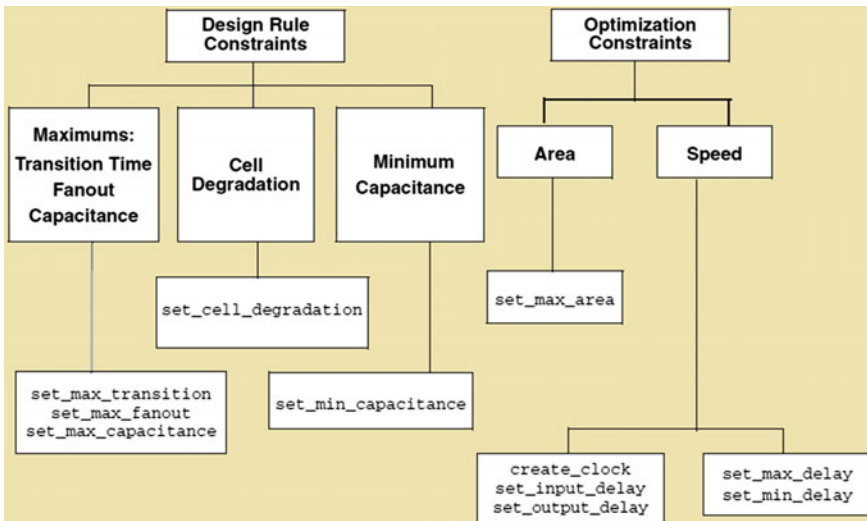 Design Rule
Constraints
Optimization
Constraints
Maximums:
Transition Time
Fanout
Capacitance
Cell
Degradation
Minimum
Capacitance
Area
Speed
set_cell_degradation
set_max_area
set_max_transition
set_max_fanout
set_max_capacitance
set_min_capacitance
create_clock
set_input_delay
set_output_delay
set_max_delay
set_min_delay